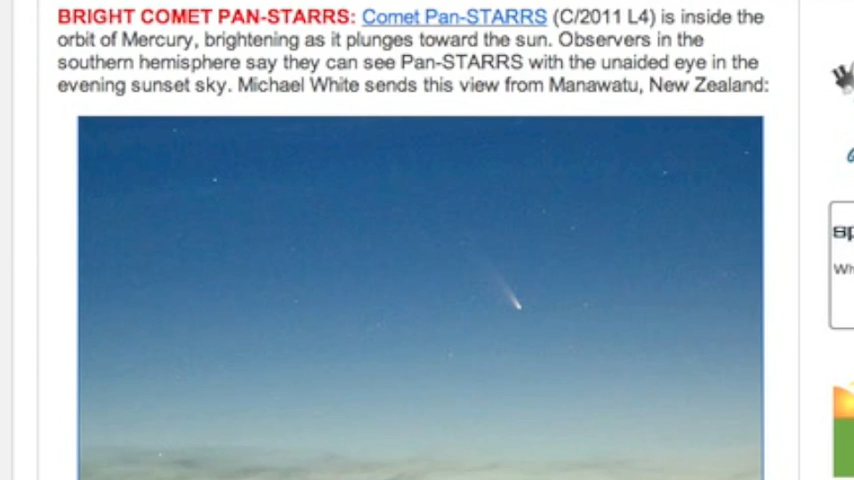 BRIGHT COMET PAN-STARRS: Comet Pan-STARRS (C/2011 L4) is inside the
orbit of Mercury, brightening as it plunges toward the sun. Observers in the
southern hemisphere say they can see Pan-STARRS with the unaided eye in the
evening sunset sky. Michael White sends this view from Manawatu, New Zealand: